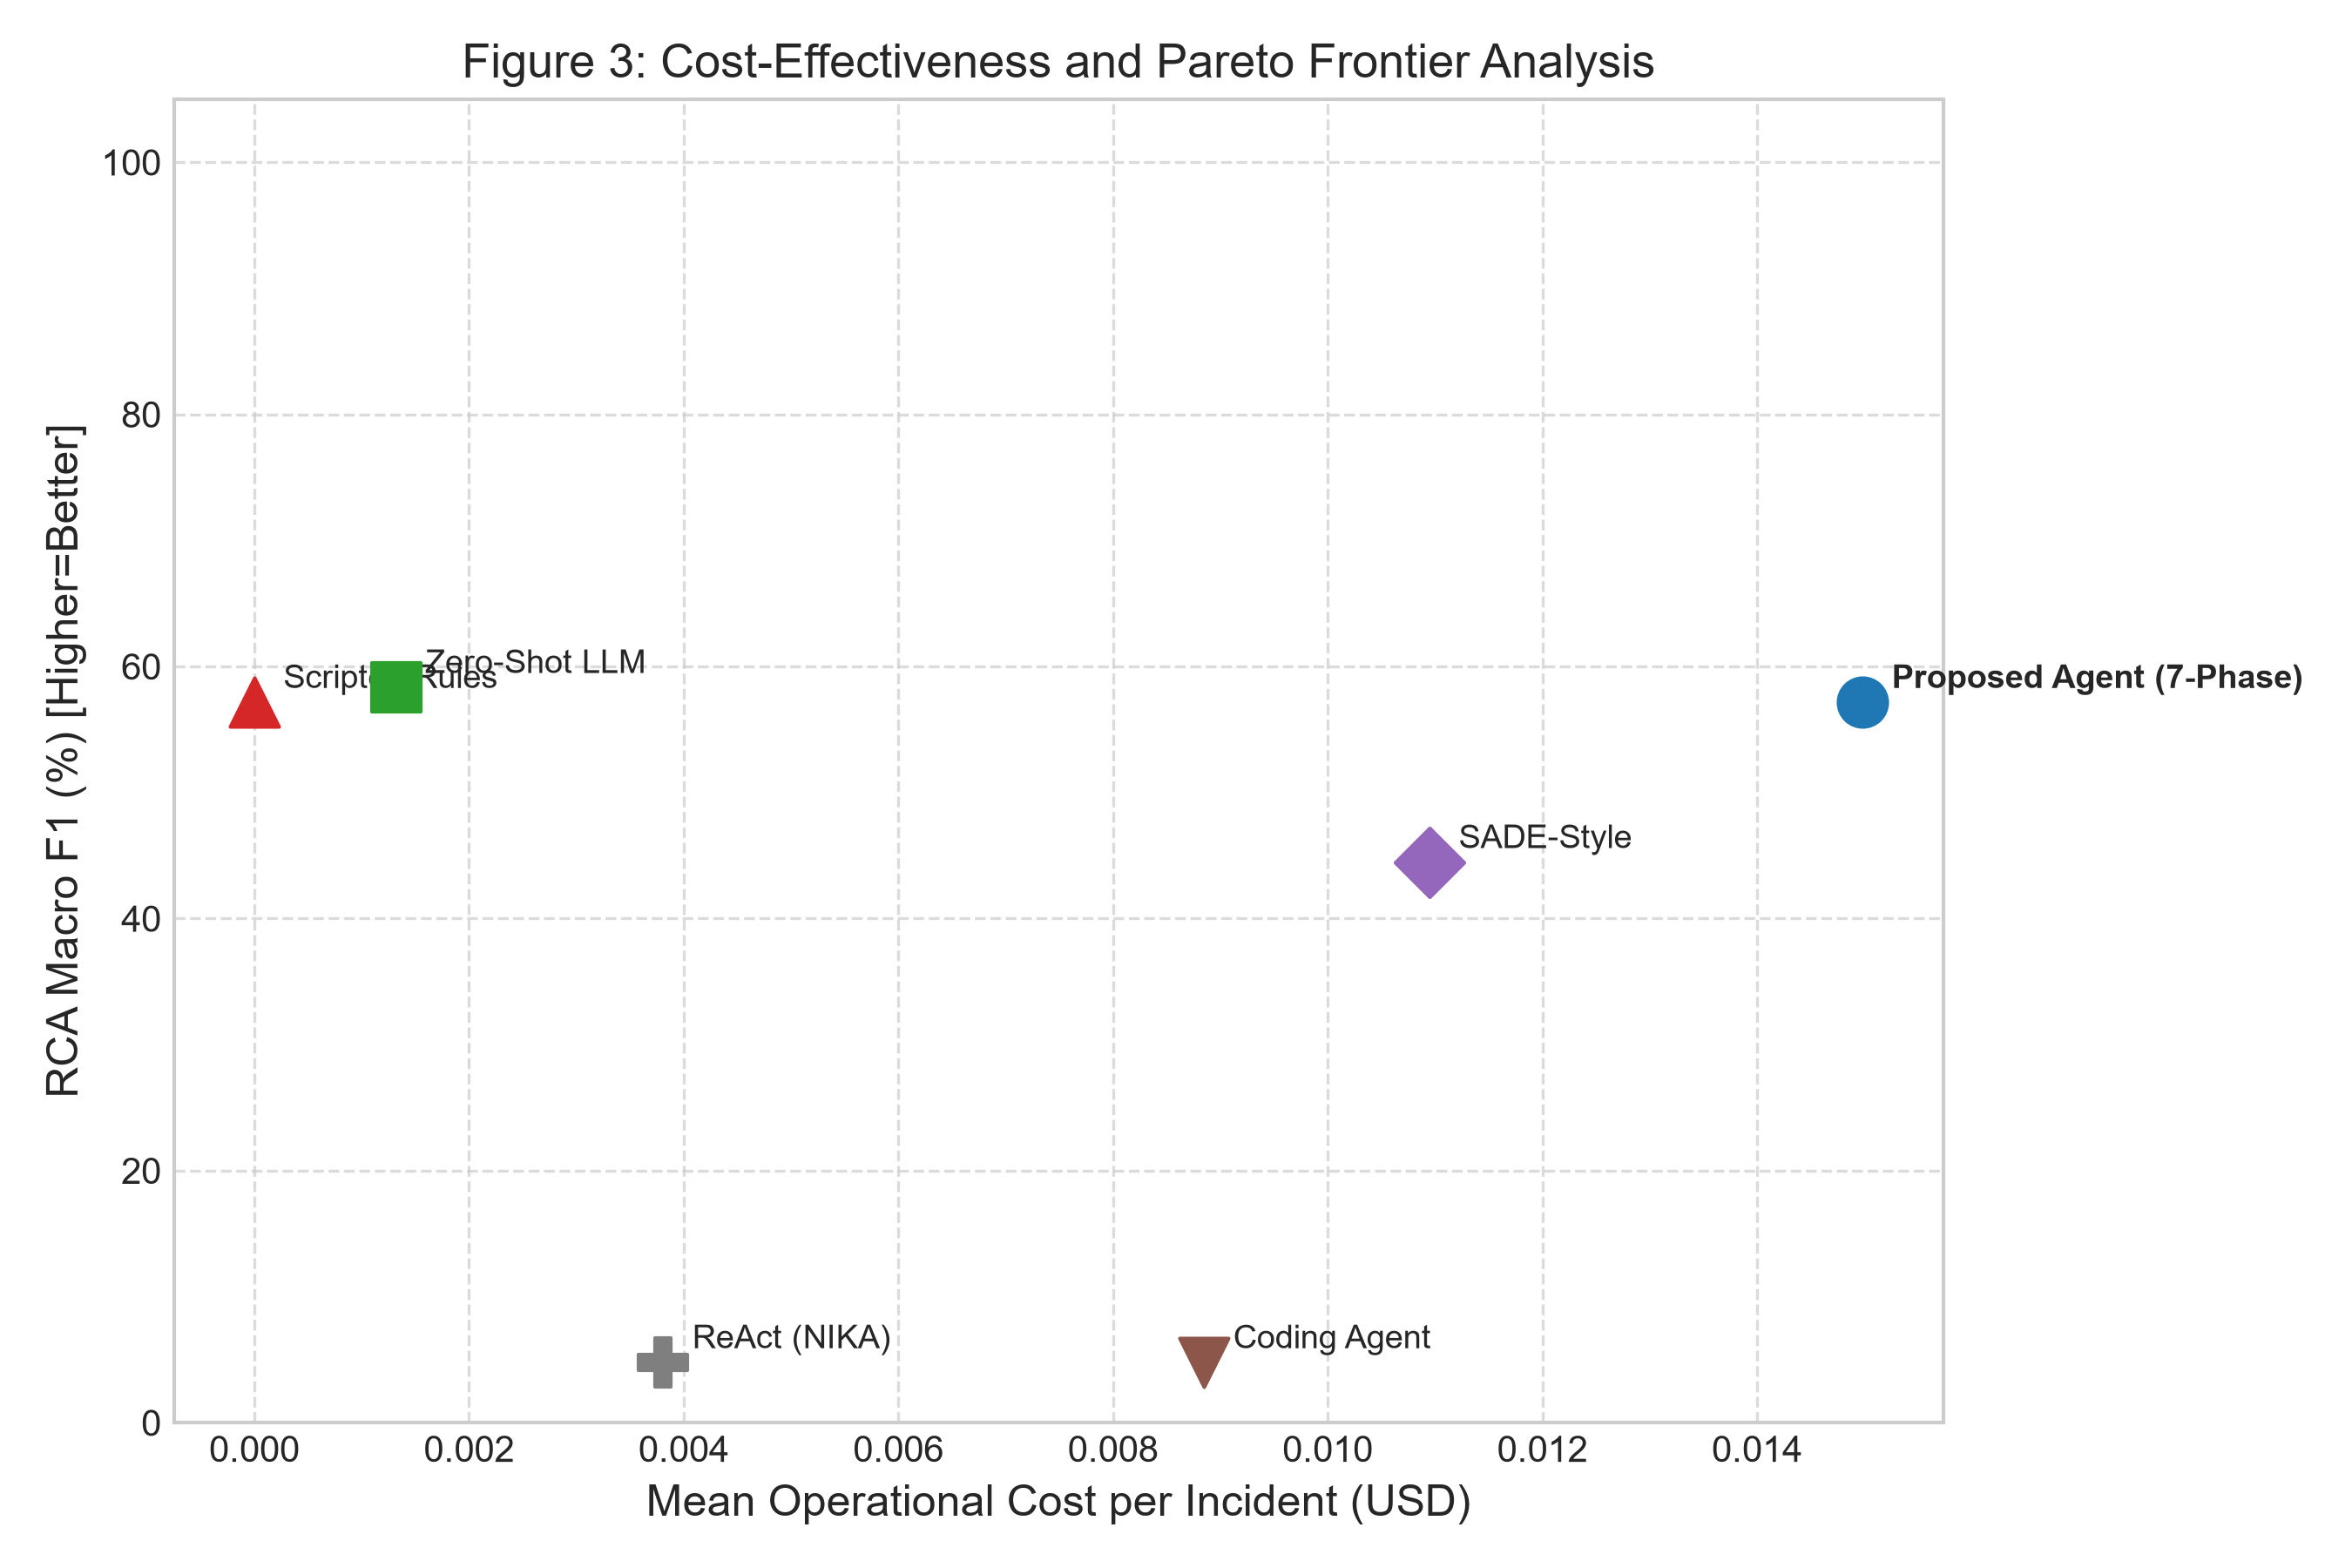 Figure 3: Cost-Effectiveness and Pareto Frontier Analysis
RCA Macro F1 (%) [Higher=Better]
100
80
60
40
20
0
Zero-Shot LLM
Scripted Rules
Proposed Agent (7-Phase)
SADE-Style
ReAct (NIKA)
Coding Agent
0.000 0.002 0.004 0.006 0.008 0.010 0.012 0.014
Mean Operational Cost per Incident (USD)